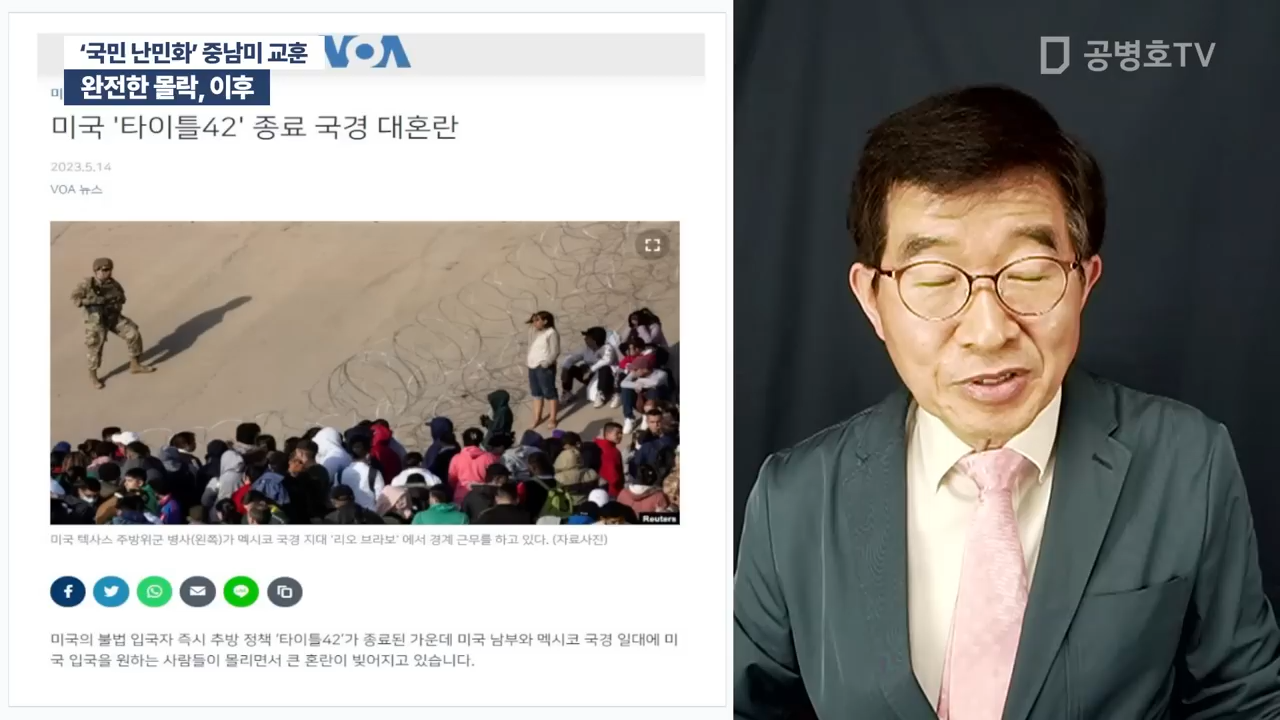 '국민 난민화' 중남미 교훈
VOA
공병호TV
완전한 몰락, 이후
미국 '타이틀42' 종료 국경 대혼란
2023.5.14
VOA 뉴스
Reuters
미국 텍사스 주방위군 병사(왼쪽)가 멕시코 국경 지대 '리오 브라보' 에서 경계 근무를 하고 있다. (자료사진)
미국의 불법 입국자 즉시 추방 정책 '타이틀42'가 종료된 가운데 미국 남부와 멕시코 국경 일대에 미
국 입국을 원하는 사람들이 몰리면서 큰 혼란이 빚어지고 있습니다.